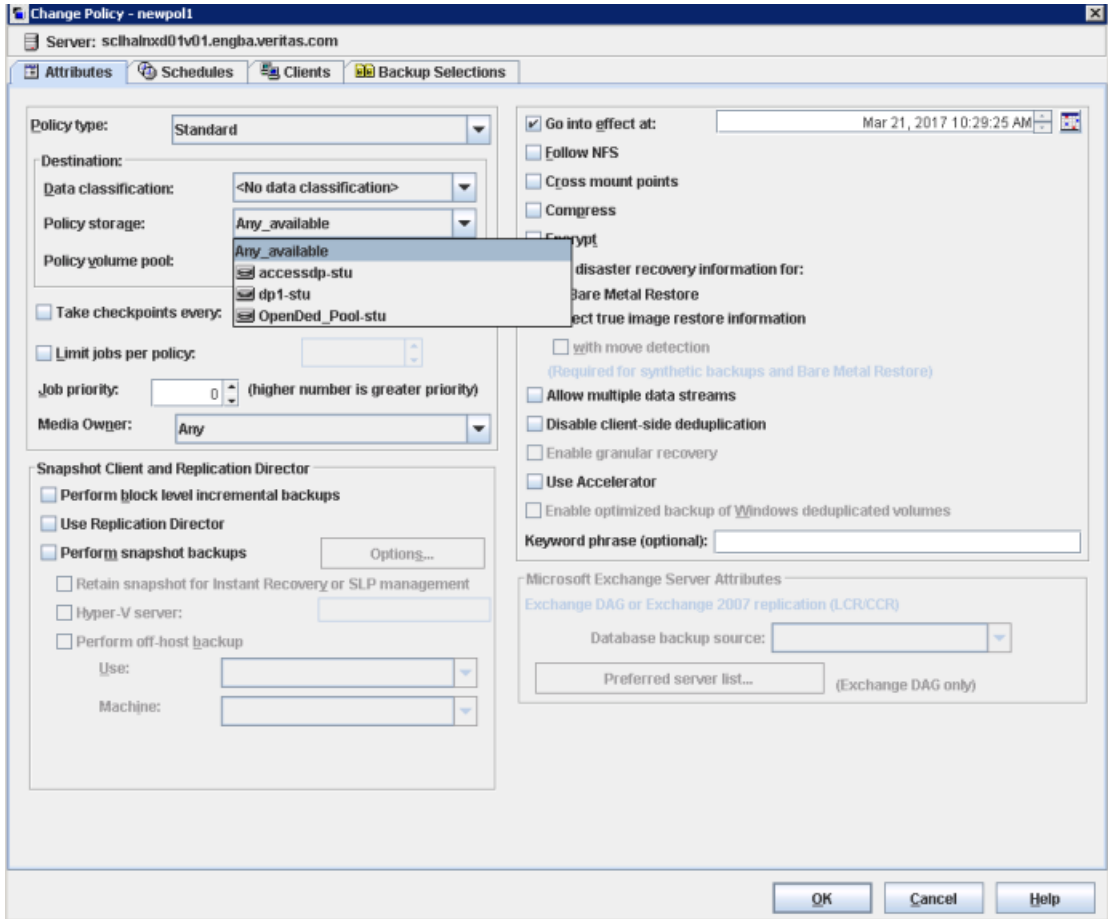 Change Policy - newpol1
Server: sclhalnxd01v01.engba.veritas.com
Attributes Schedules Clients Backup Selections
Policy type: Standard
Destination:
Data classification: <No data classification>
Policy storage: Any_available
Any_available
accessdp-stu
dp1-stu
OpenDed_Pool-stu
Policy volume pool:
Take checkpoints every:
Limit jobs per policy:
Job priority: 0 (higher number is greater priority)
Media Owner: Any
Snapshot Client and Replication Director
Perform block level incremental backups
Use Replication Director
Perform snapshot backups Options...
Retain snapshot for Instant Recovery or SLP management
Hyper-V server:
Perform off-host backup
Use:
Machine:
Go into effect at: Mar 21, 2017 10:29:25 AM
Follow NFS
Cross mount points
Compress
Encrypt
disaster recovery information for:
Bare Metal Restore
ect true image restore information
with move detection
(Required for synthetic backups and Bare Metal Restore)
Allow multiple data streams
Disable client-side deduplication
Enable granular recovery
Use Accelerator
Enable optimized backup of Windows deduplicated volumes
Keyword phrase (optional):
Microsoft Exchange Server Attributes
Exchange DAG or Exchange 2007 replication (LCR/CCR)
Database backup source:
Preferred server list... (Exchange DAG only)
OK Cancel Help